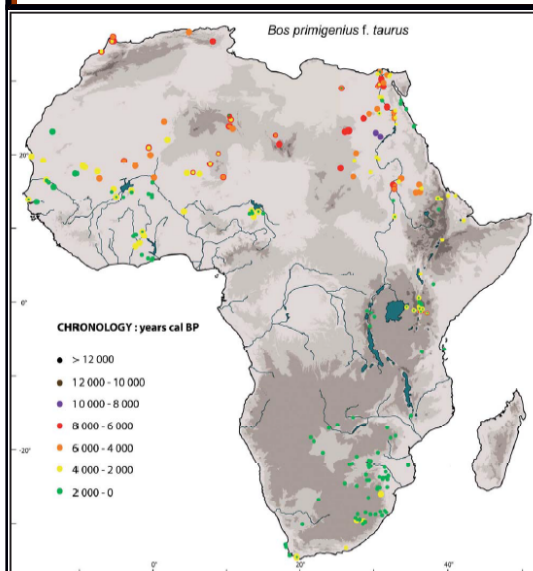 Bos primigenius f. taurus
20°
0°
CHRONOLOGY : years cal BP
> 12 000
12 000 - 10 000
10 000 - 8 000
8 000 - 6 000
6 000 - 4 000
4 000 - 2 000
2 000 - 0
-20°
0°
20°
40°